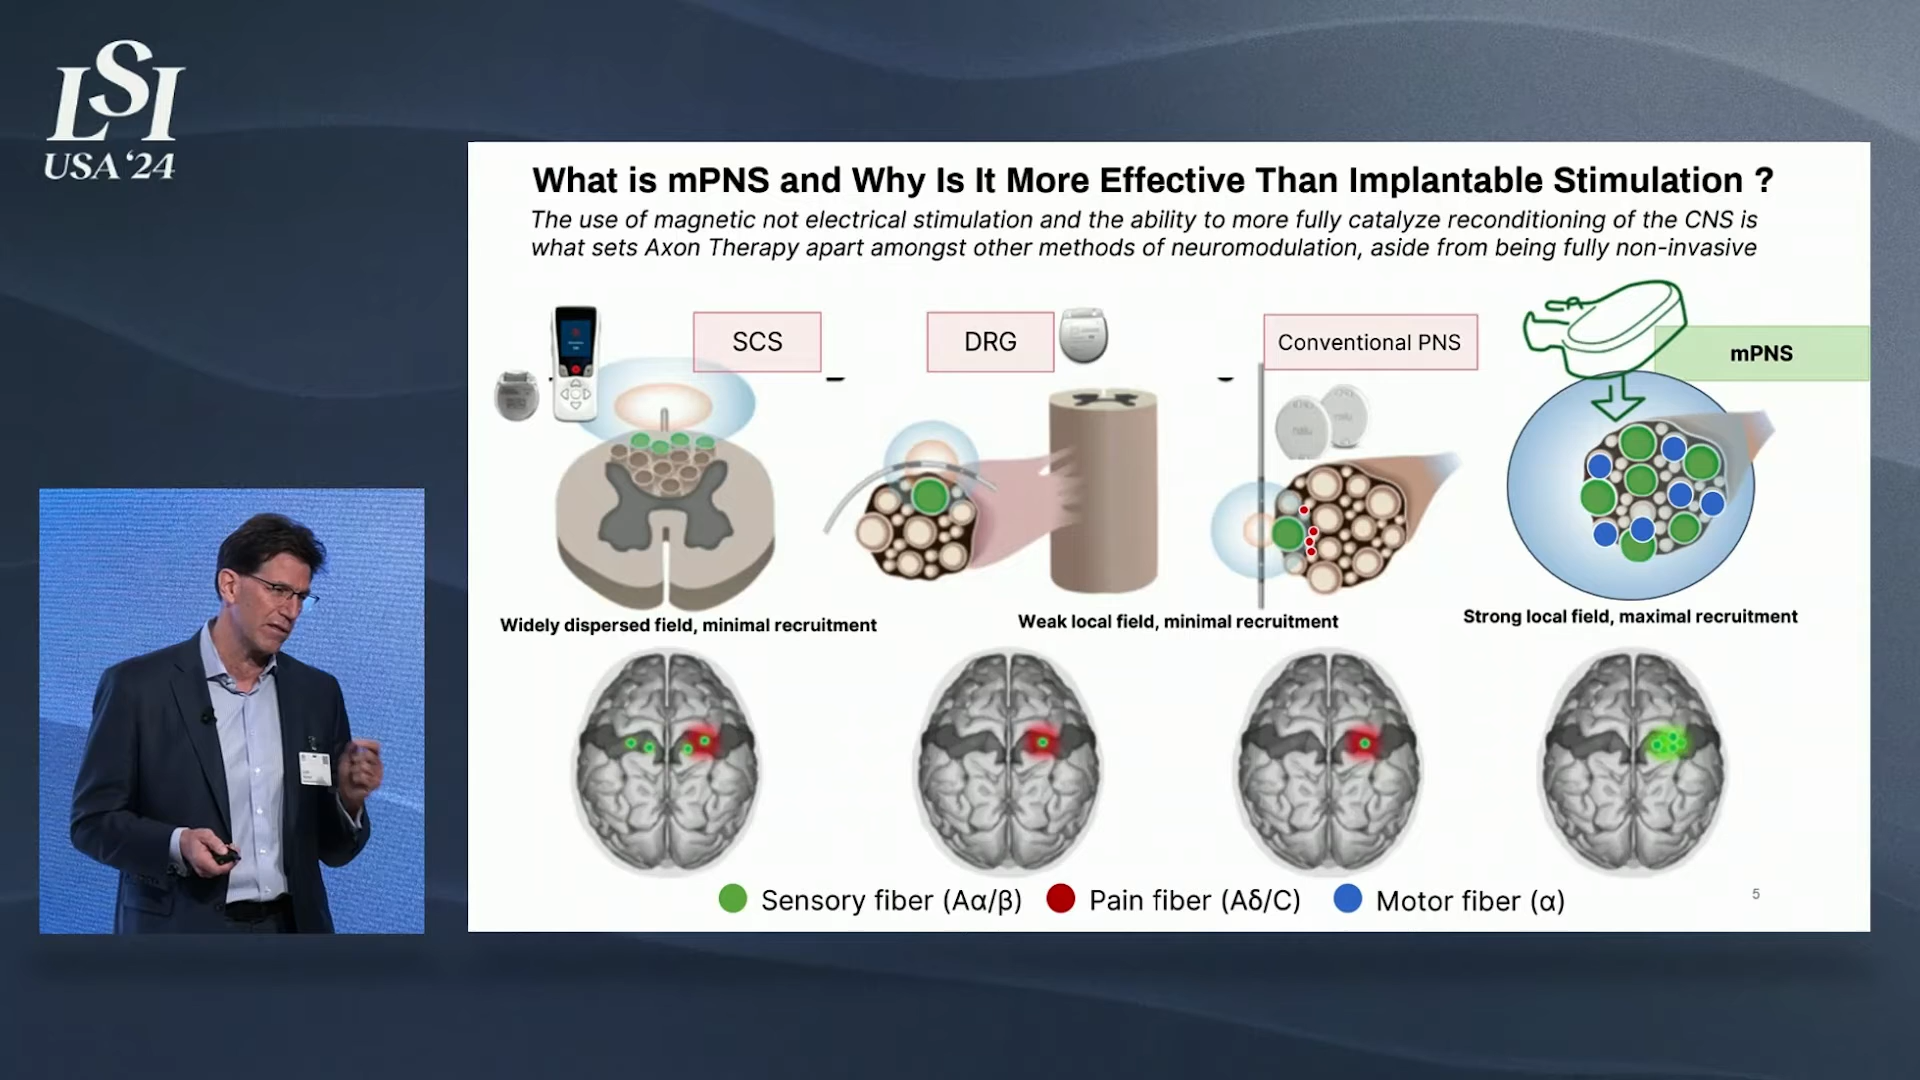 LSI
USA '24
What is mPNS and Why Is It More Effective Than Implantable Stimulation ?
The use of magnetic not electrical stimulation and the ability to more fully catalyze reconditioning of the CNS is
what sets Axon Therapy apart amongst other methods of neuromodulation, aside from being fully non-invasive
SCS
DRG
Conventional PNS
mPNS
nalu
nalu
Widely dispersed field, minimal recruitment
Weak local field, minimal recruitment
Strong local field, maximal recruitment
Sensory fiber (Aα/β)
Pain fiber (Aδ/C)
Motor fiber (α)
5